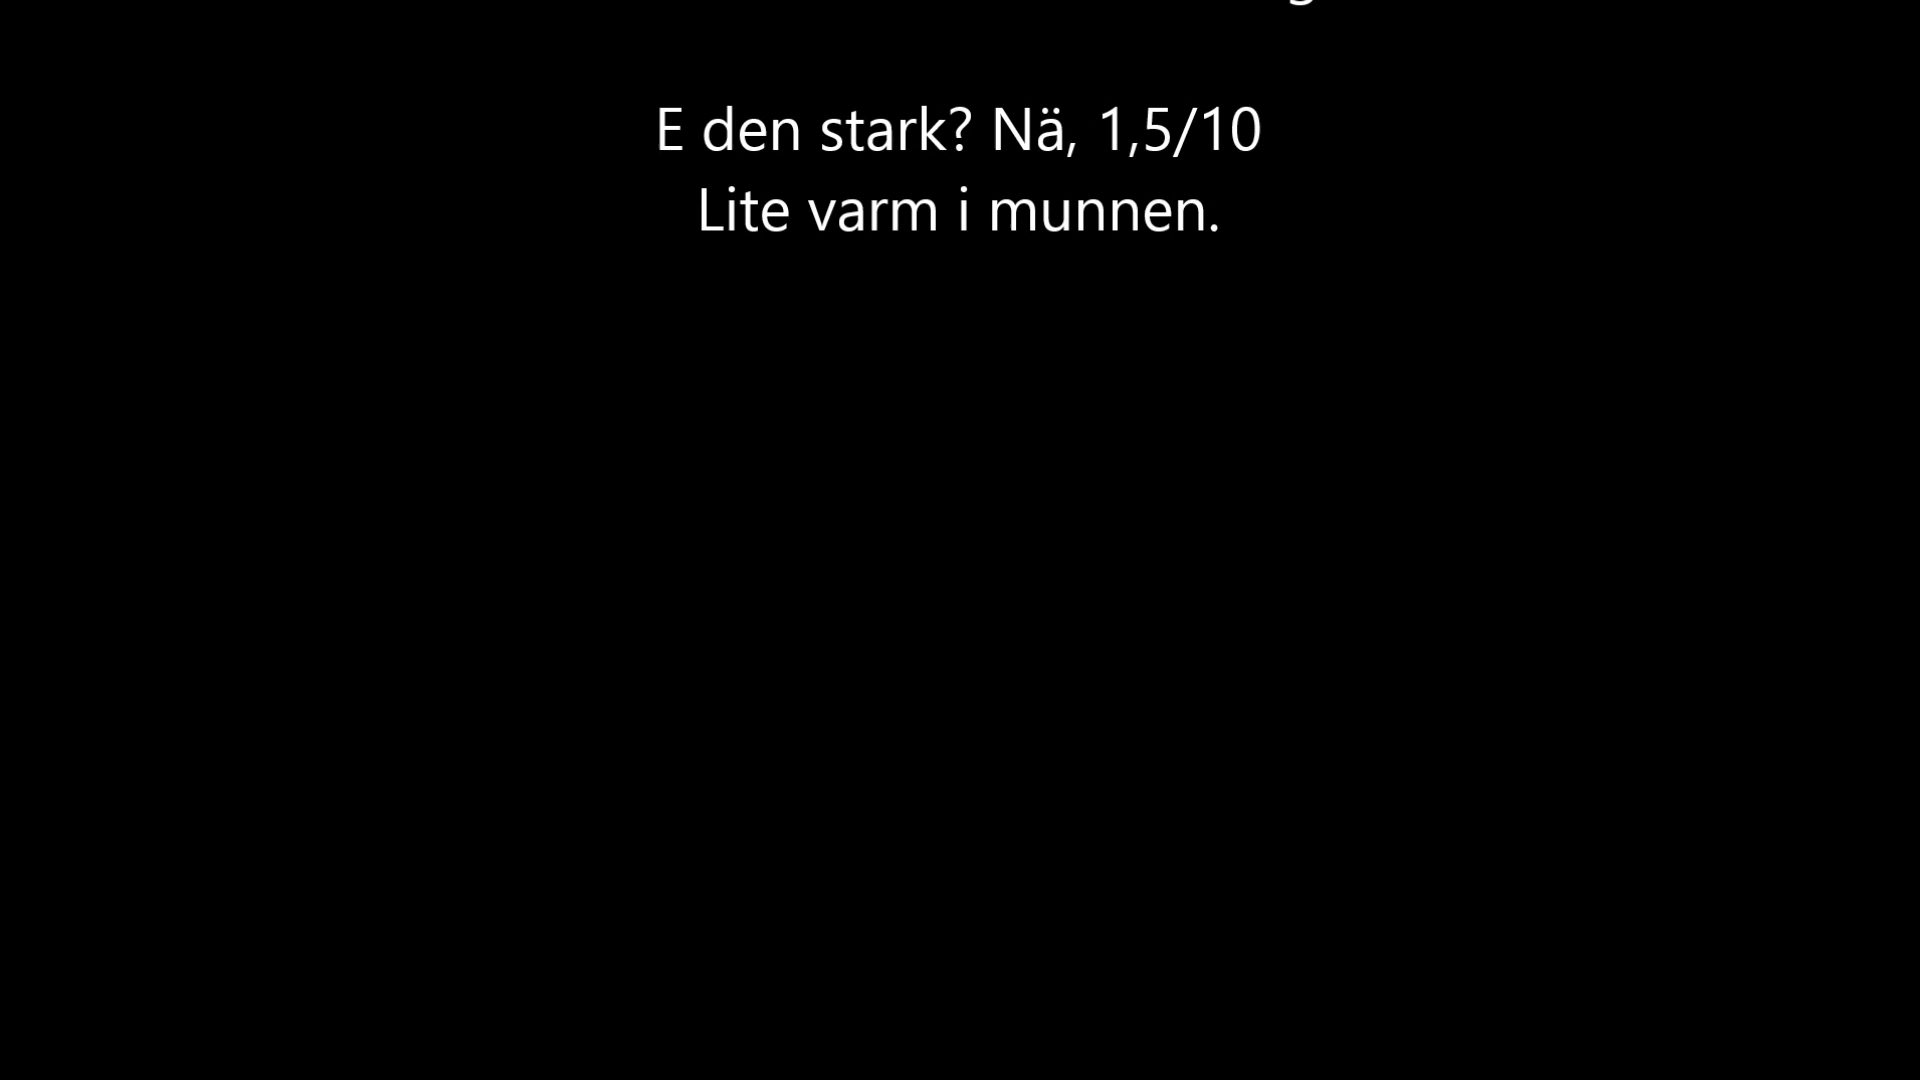 E den stark? Nä, 1,5/10
Lite varm i munnen.